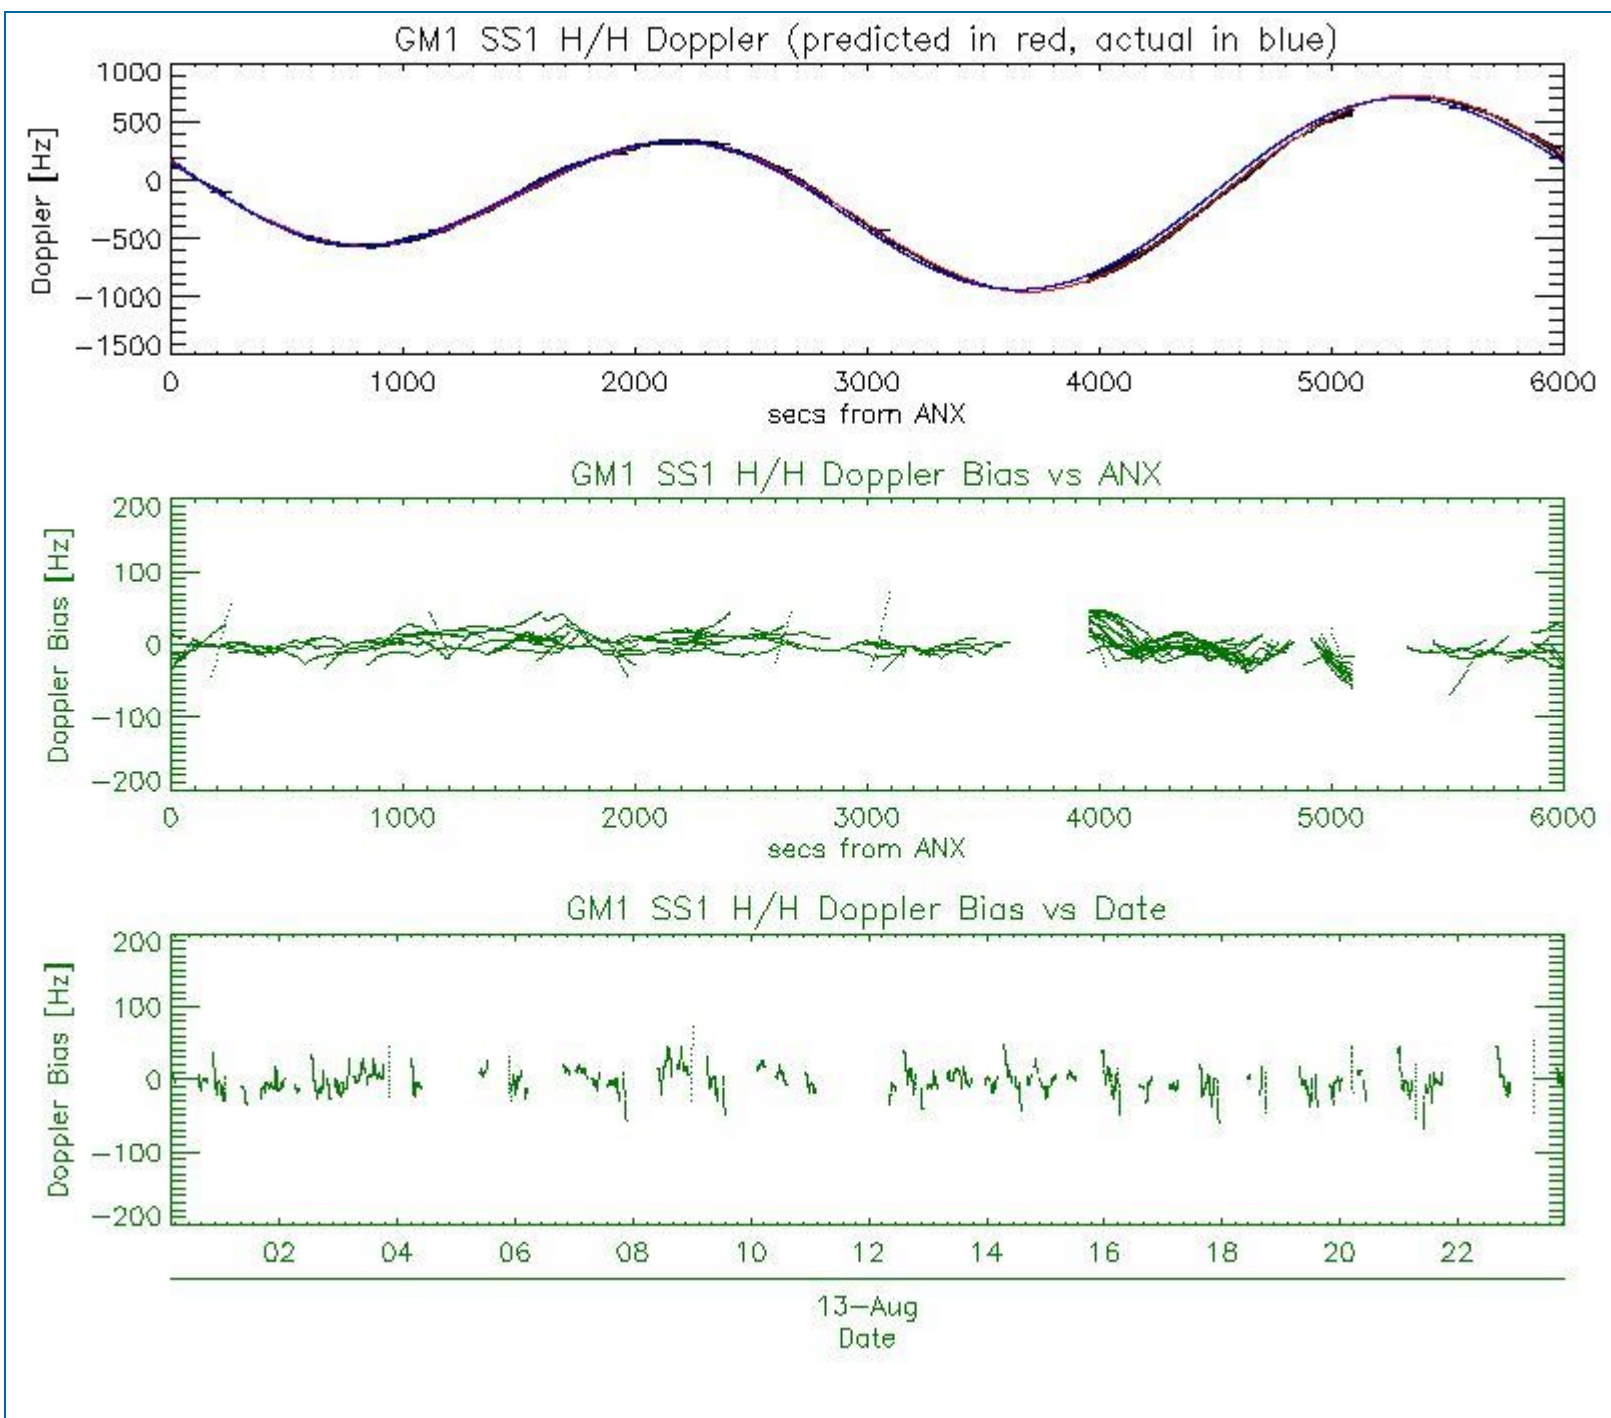 GM1 SS1 H/H Doppler (predicted in red, actual in blue)
1000
500
0
−500
−1000
−1500
Doppler [Hz]
0 1000 2000 3000 4000 5000 6000
secs from ANX
GM1 SS1 H/H Doppler Bias vs ANX
200
100
0
−100
−200
Doppler Bias [Hz]
0 1000 2000 3000 4000 5000 6000
secs from ANX
GM1 SS1 H/H Doppler Bias vs Date
200
100
0
−100
−200
Doppler Bias [Hz]
02 04 06 08 10 12 14 16 18 20 22
13−Aug
Date